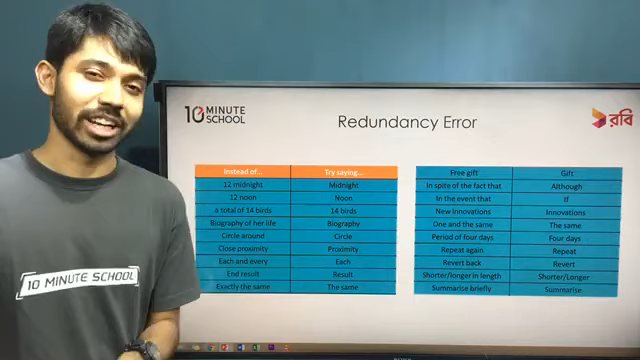 10 MINUTE SCHOOL
Redundancy Error
রবি
Instead of... Try saying...
12 midnight Midnight
12 noon Noon
a total of 14 birds 14 birds
Biography of her life Biography
Circle around Circle
Close proximity Proximity
Each and every Each
End result Result
Exactly the same The same
Free gift Gift
In spite of the fact that Although
In the event that If
New innovations Innovations
One and the same The same
Period of four days Four days
Repeat again Repeat
Revert back Revert
Shorter/longer in length Shorter/Longer
Summarise briefly Summarise
10 MINUTE SCHOOL